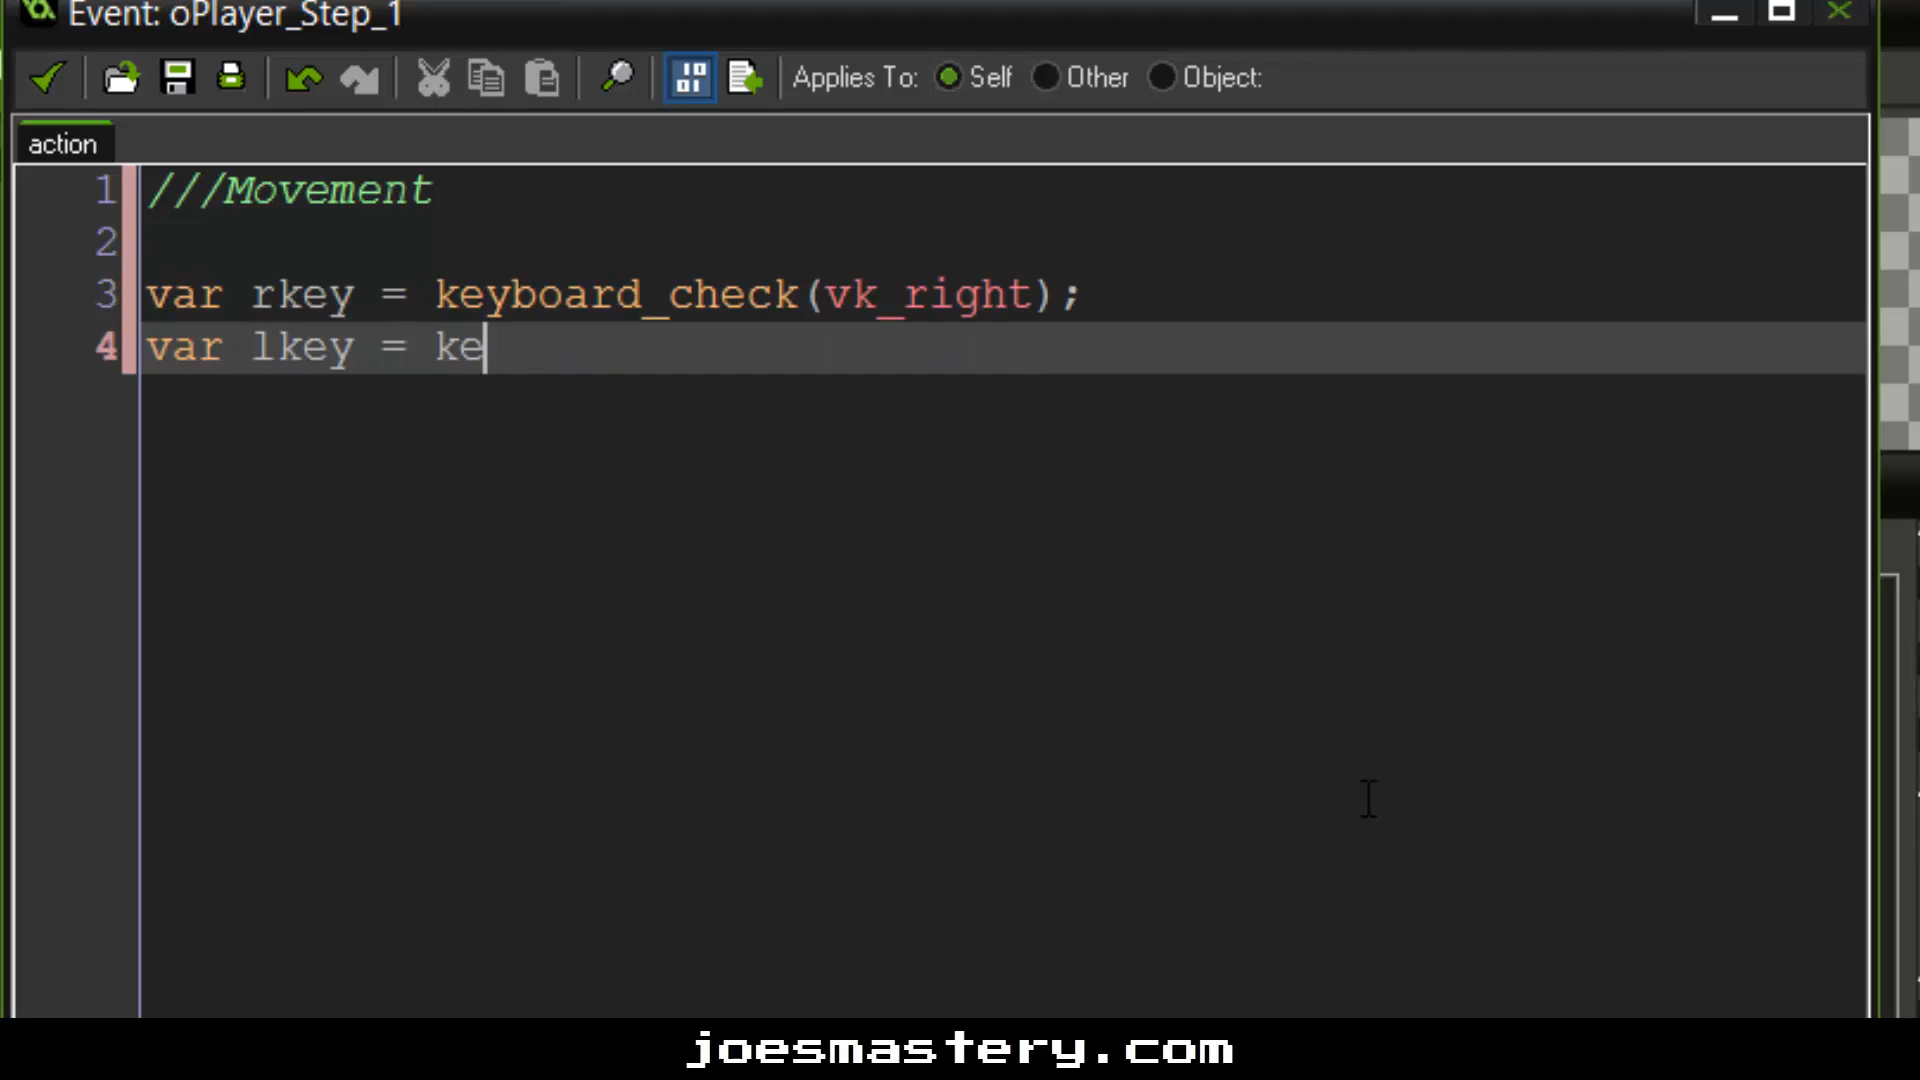 Event: oPlayer_Step_1
Applies To: Self Other Object:
action
1 ///Movement
2
3 var rkey = keyboard_check(vk_right);
4 var lkey = ke
joesmastery.com